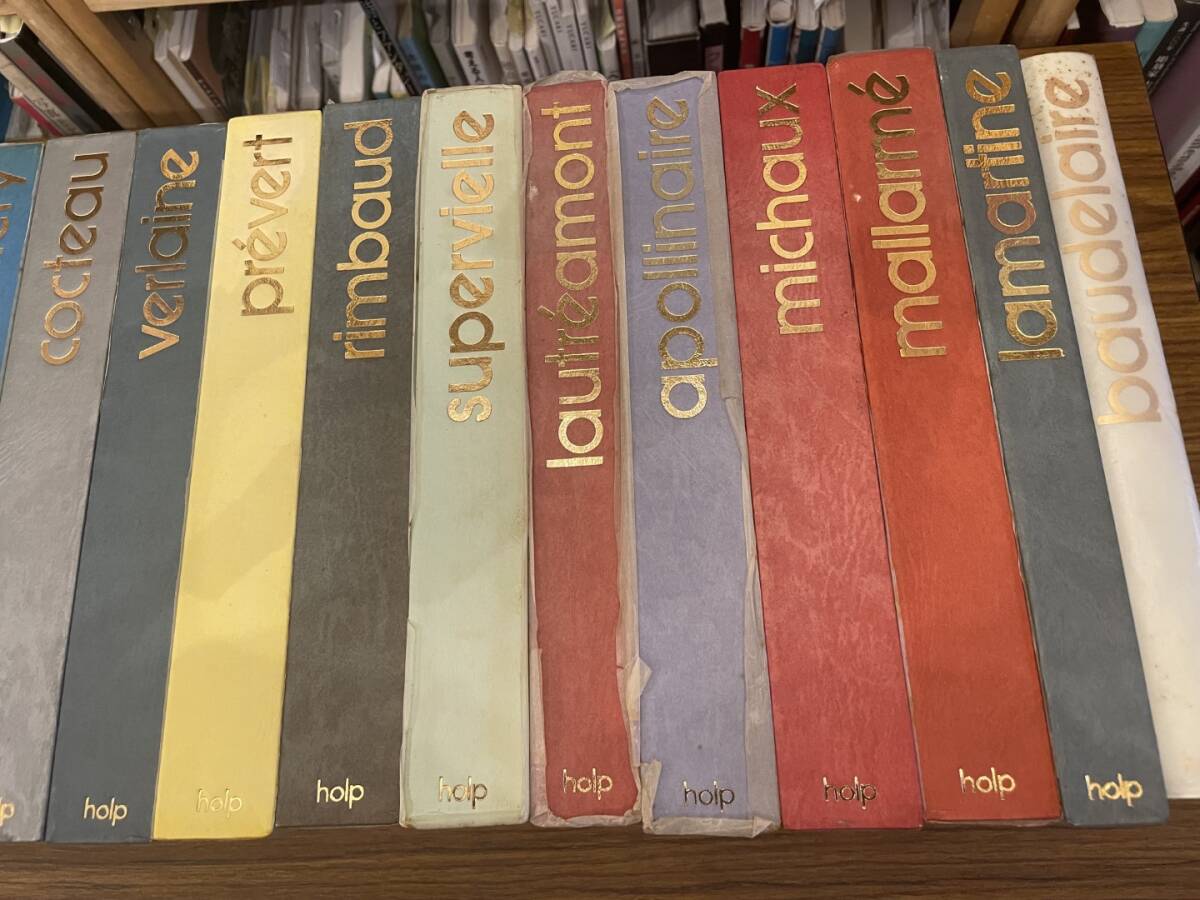 cocteau
verlaine
holp
prévert
holp
rimbaud
holp
supervielle
holp
lautréamont
holp
apollinaire
holp
michaux
holp
mallarmé
holp
lamartine
holp
baudelaire